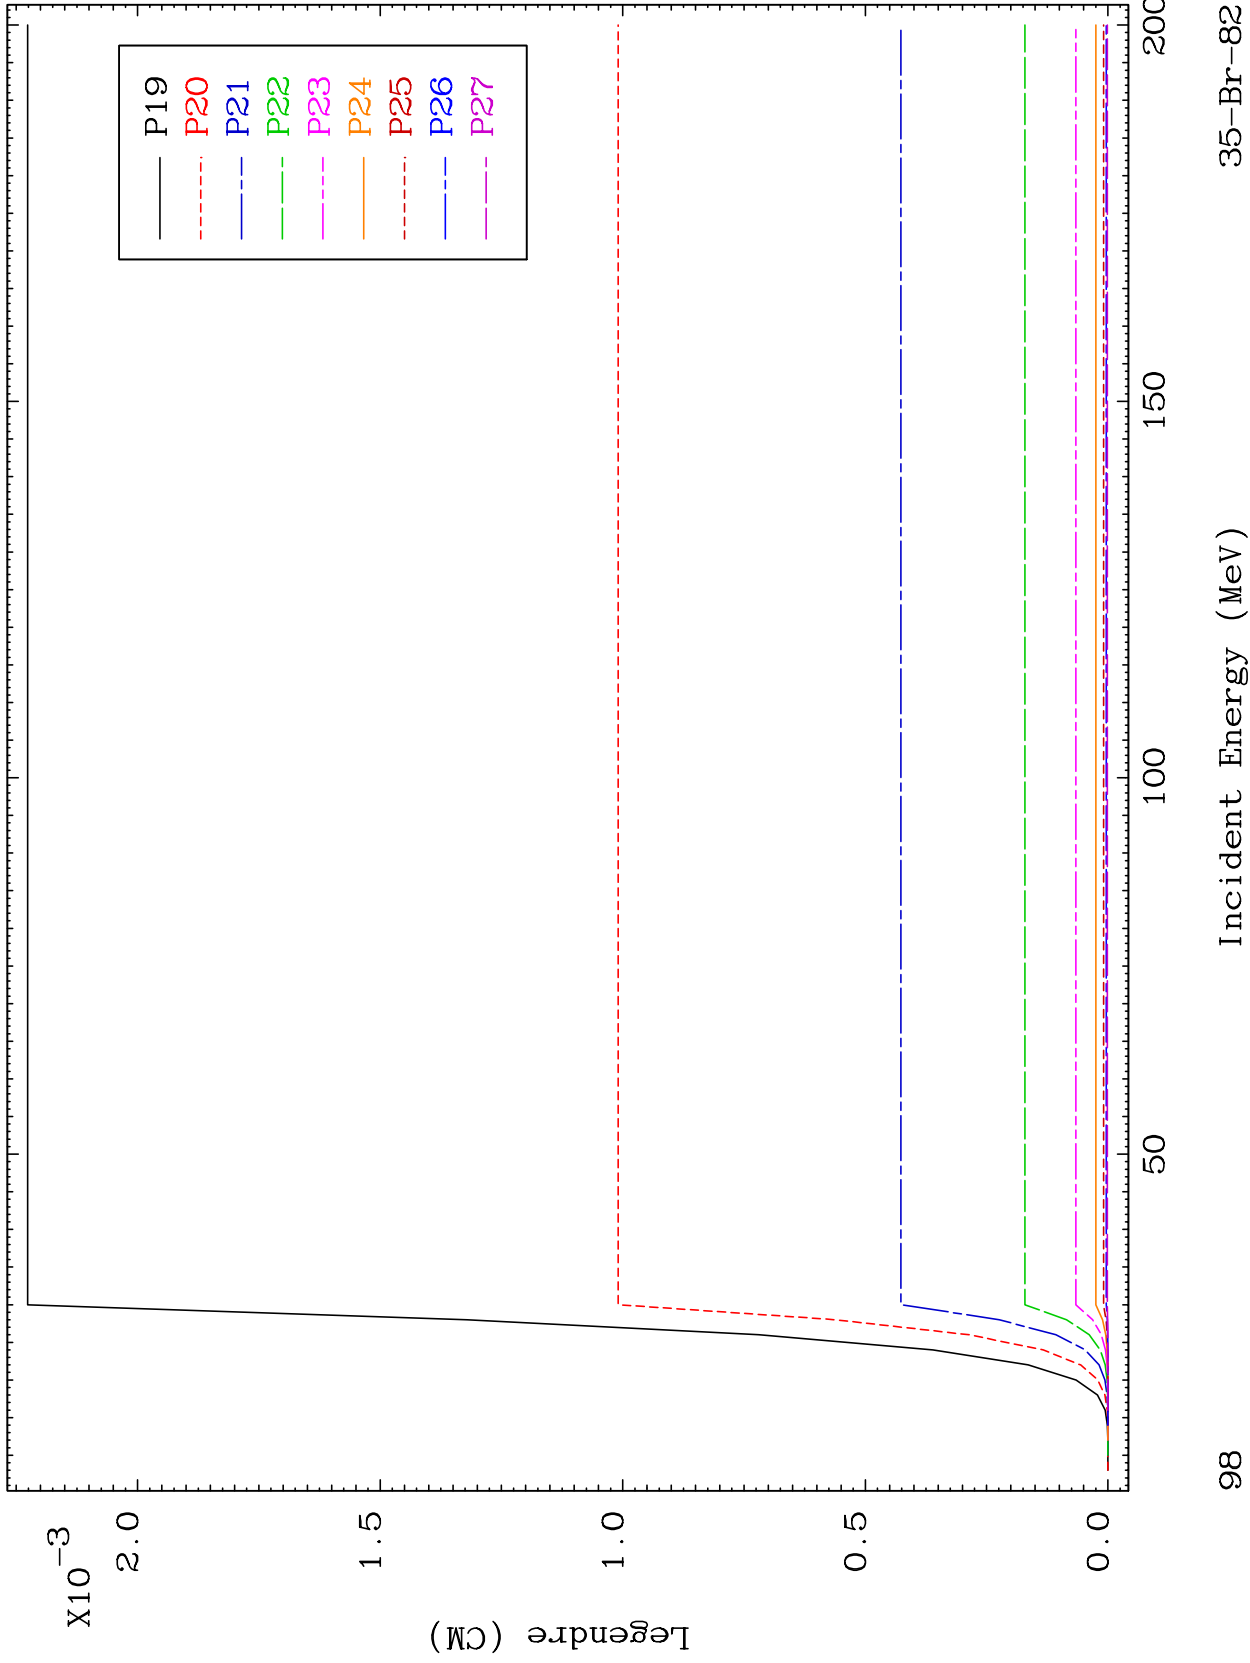 X10-3
2.0
1.5
1.0
0.5
0.0
Legendre (CM)
P19
P20
P21
P22
P23
P24
P25
P26
P27
50
100
150
200
Incident Energy (MeV)
98
35-Br-82